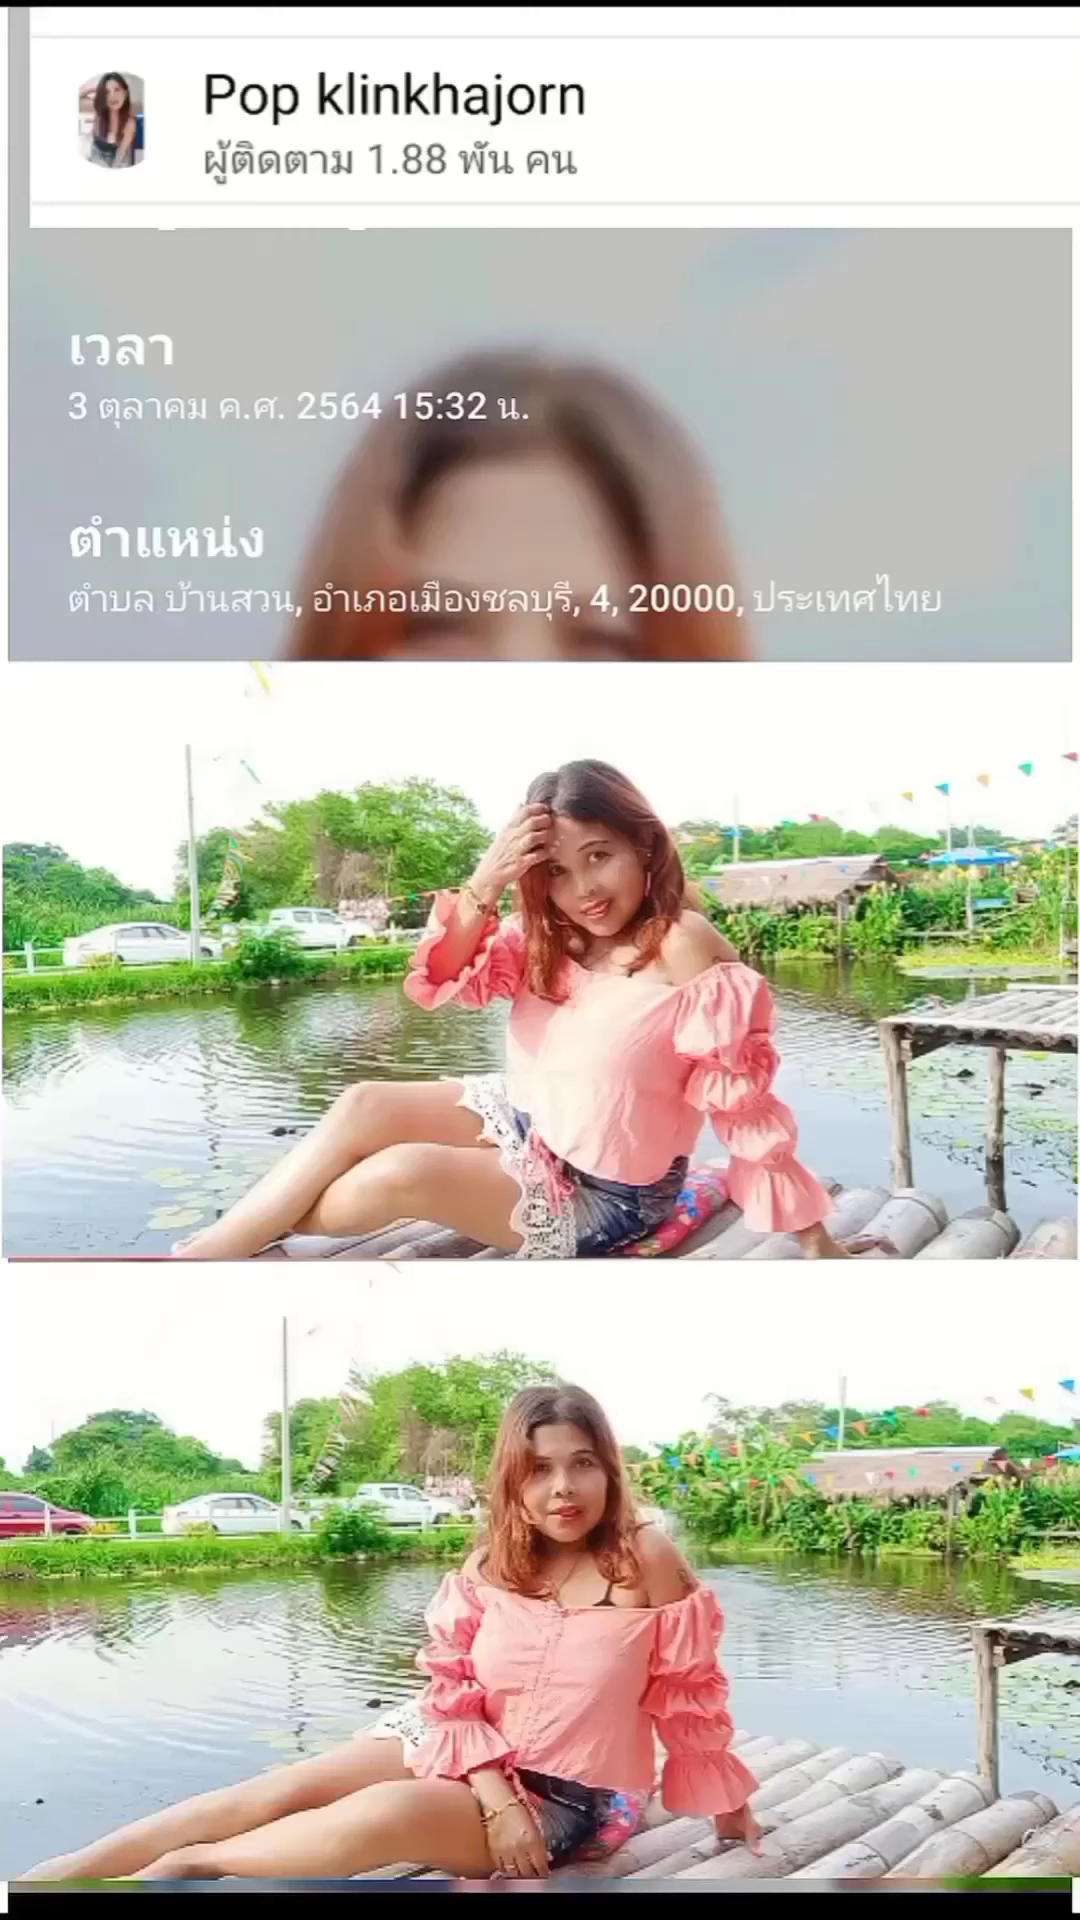 Pop klinkhajorn
ผู้ติดตาม 1.88 พัน คน
เวลา
3 ตุลาคม ค.ศ. 2564 15:32 น.
ตำแหน่ง
ตำบล บ้านสวน, อำเภอเมืองชลบุรี, 4, 20000, ประเทศไทย